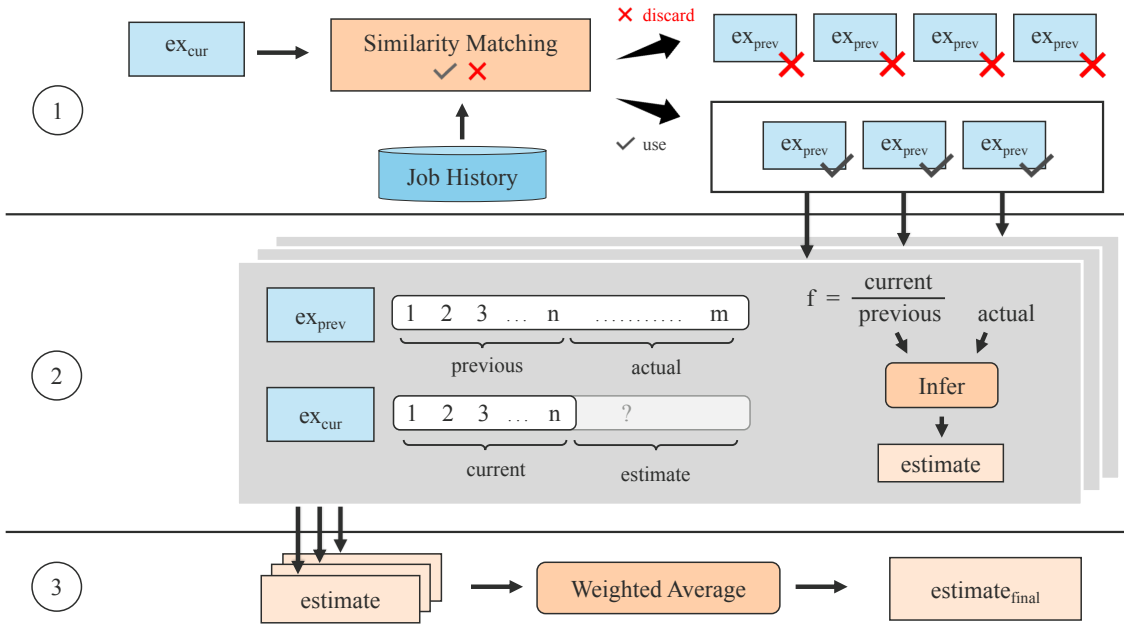 1
ex_cur
Similarity Matching
discard
use
Job History
ex_prev ex_prev ex_prev ex_prev
ex_prev ex_prev ex_prev
2
ex_prev
1 2 3 ... n ........... m
previous actual
ex_cur
1 2 3 ... n ?
current estimate
f = current
previous
actual
Infer
estimate
3
estimate
Weighted Average
estimate_final